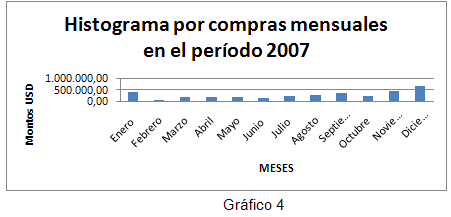 Histograma por compras mensuales
en el período 2007
Montos USD
1.000.000,00
500.000,00
0,00
Enero
Febrero
Marzo
Abril
Mayo
Junio
Julio
Agosto
Septie...
Octubre
Novie...
Dicie...
MESES
Gráfico 4